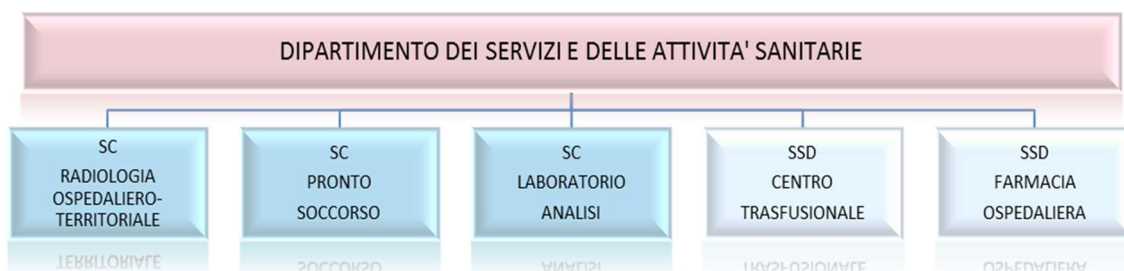 DIPARTIMENTO DEI SERVIZI E DELLE ATTIVITA' SANITARIE
SC
RADIOLOGIA
OSPEDALIERO-
TERRITORIALE
SC
PRONTO
SOCCORSO
SC
LABORATORIO
ANALISI
SSD
CENTRO
TRASFUSIONALE
SSD
FARMACIA
OSPEDALIERA